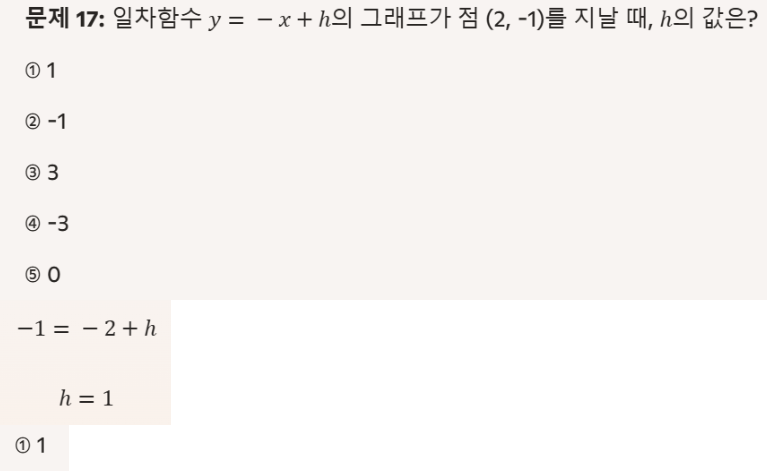 문제 17: 일차함수 y = − x + h의 그래프가 점 (2, -1)를 지날 때, h의 값은?
① 1
② -1
③ 3
④ -3
⑤ 0
−1 = − 2 + h
h = 1
① 1